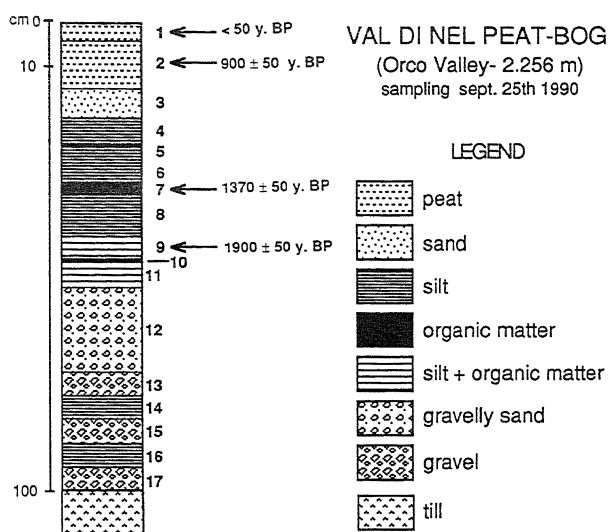 cm 0
10
100
1
2
3
4
5
6
7
8
9
10
11
12
13
14
15
16
17
< 50 y. BP
900 ± 50 y. BP
1370 ± 50 y. BP
1900 ± 50 y. BP
VAL DI NEL PEAT-BOG
(Orco Valley- 2.256 m)
sampling sept. 25th 1990
LEGEND
peat
sand
silt
organic matter
silt + organic matter
gravelly sand
gravel
till